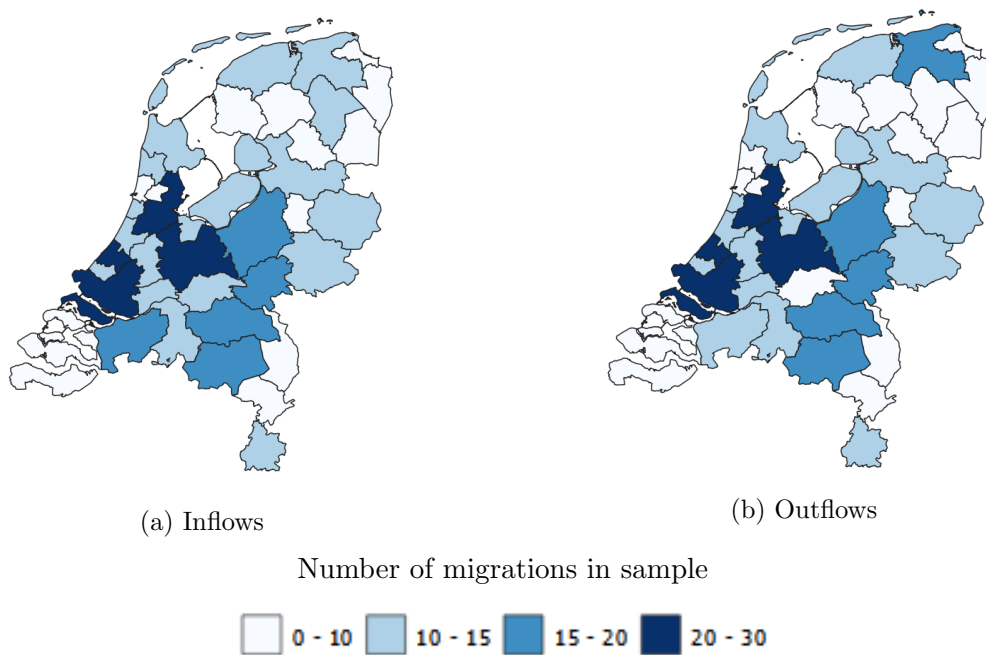 (a) Inflows
(b) Outflows
Number of migrations in sample
0 - 10 10 - 15 15 - 20 20 - 30